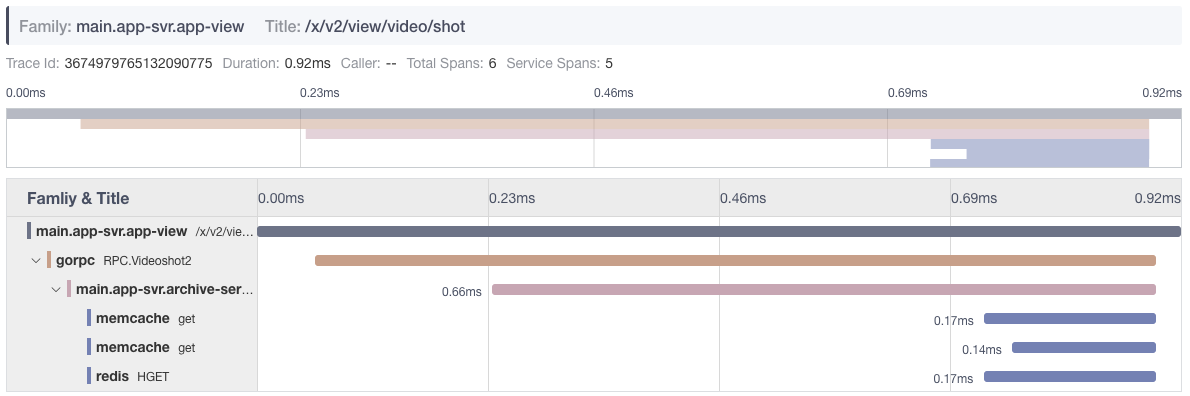 Family: main.app-svr.app-view Title: /x/v2/view/video/shot
Trace Id: 3674979765132090775 Duration: 0.92ms Caller: -- Total Spans: 6 Service Spans: 5
0.00ms 0.23ms 0.46ms 0.69ms 0.92ms
Famliy & Title 0.00ms 0.23ms 0.46ms 0.69ms 0.92ms
main.app-svr.app-view /x/v2/vie...
gorpc RPC.Videoshot2
main.app-svr.archive-ser... 0.66ms
memcache get 0.17ms
memcache get 0.14ms
redis HGET 0.17ms